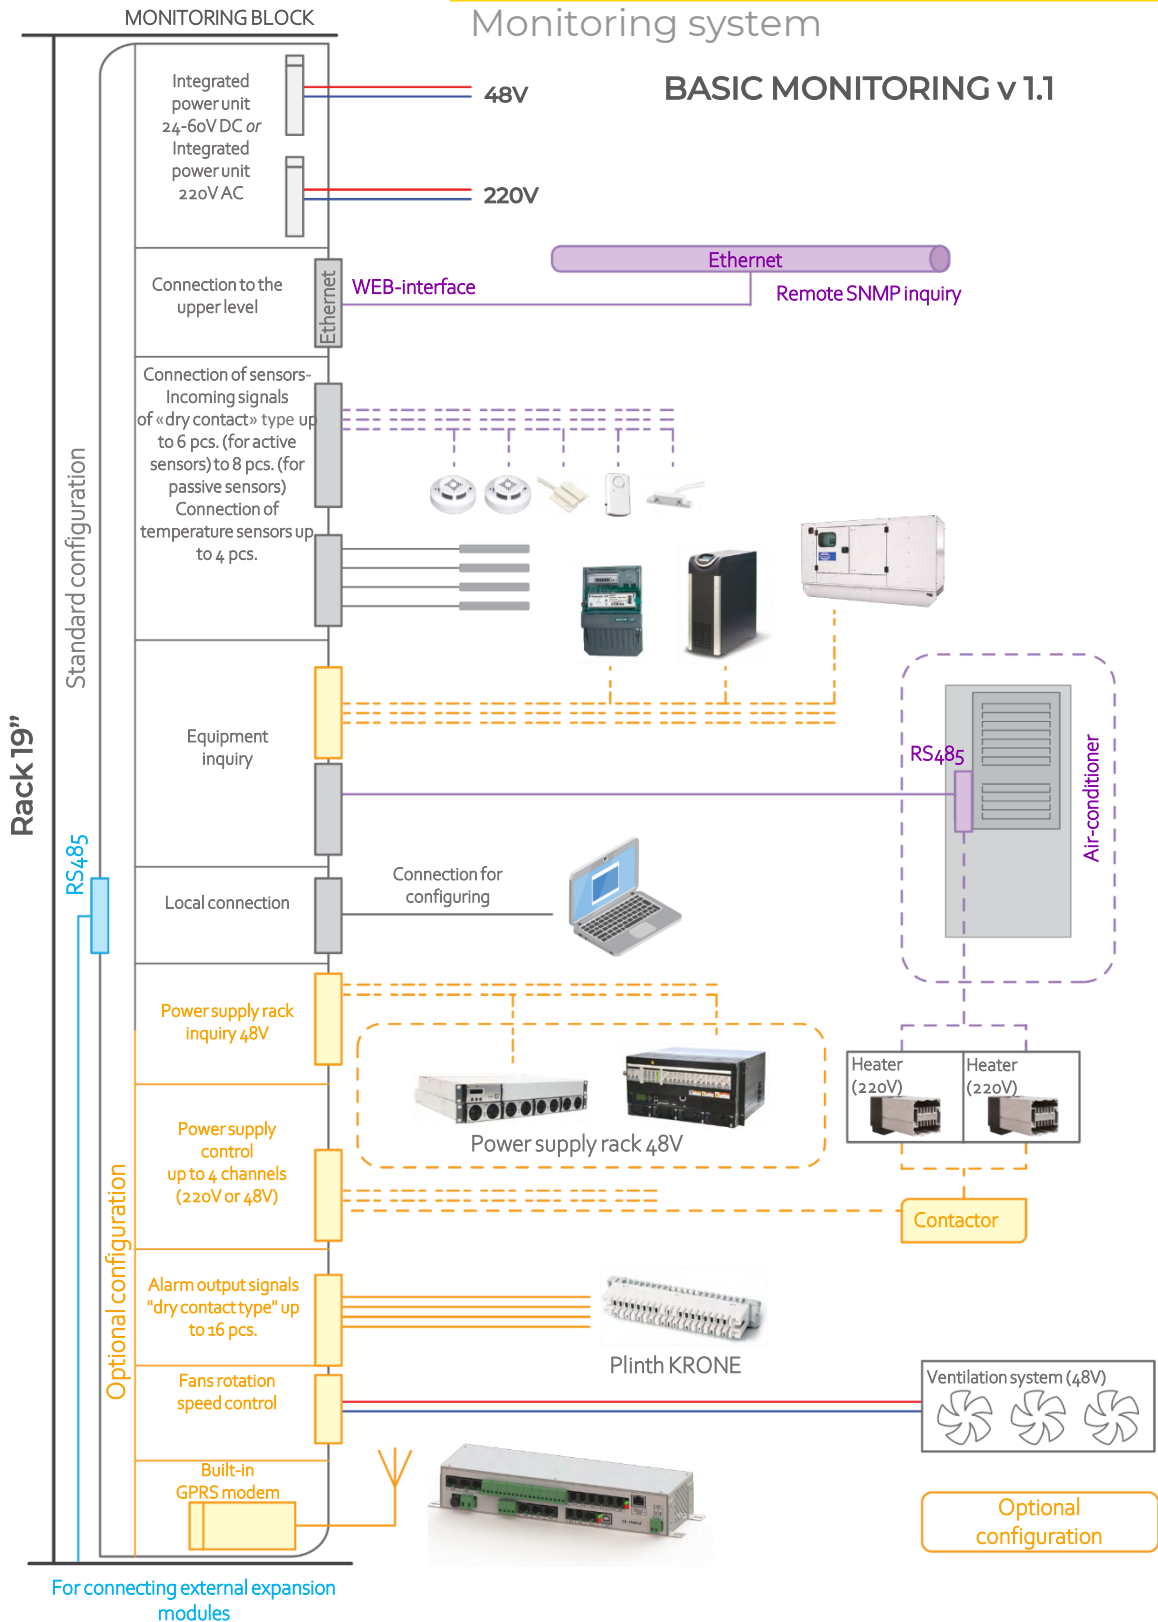 MONITORING BLOCK
Monitoring system
BASIC MONITORING v 1.1
Integrated
power unit
24-60V DC or
Integrated
power unit
220V AC
48V
220V
Connection to the
upper level
Ethernet
WEB-interface
Ethernet
Remote SNMP inquiry
Connection of sensors-
Incoming signals
of «dry contact» type up
to 6 pcs. (for active
sensors) to 8 pcs. (for
passive sensors)
Connection of
temperature sensors up
to 4 pcs.
Standard configuration
Rack 19”
Equipment
inquiry
RS485
Air-conditioner
RS485
Local connection
Connection for
configuring
Power supply rack
inquiry 48V
Power supply rack 48V
Heater
(220V)
Heater
(220V)
Power supply
control
up to 4 channels
(220V or 48V)
Contactor
Optional configuration
Alarm output signals
"dry contact type" up
to 16 pcs.
Plinth KRONE
Fans rotation
speed control
Ventilation system (48V)
Built-in
GPRS modem
Optional
configuration
For connecting external expansion
modules